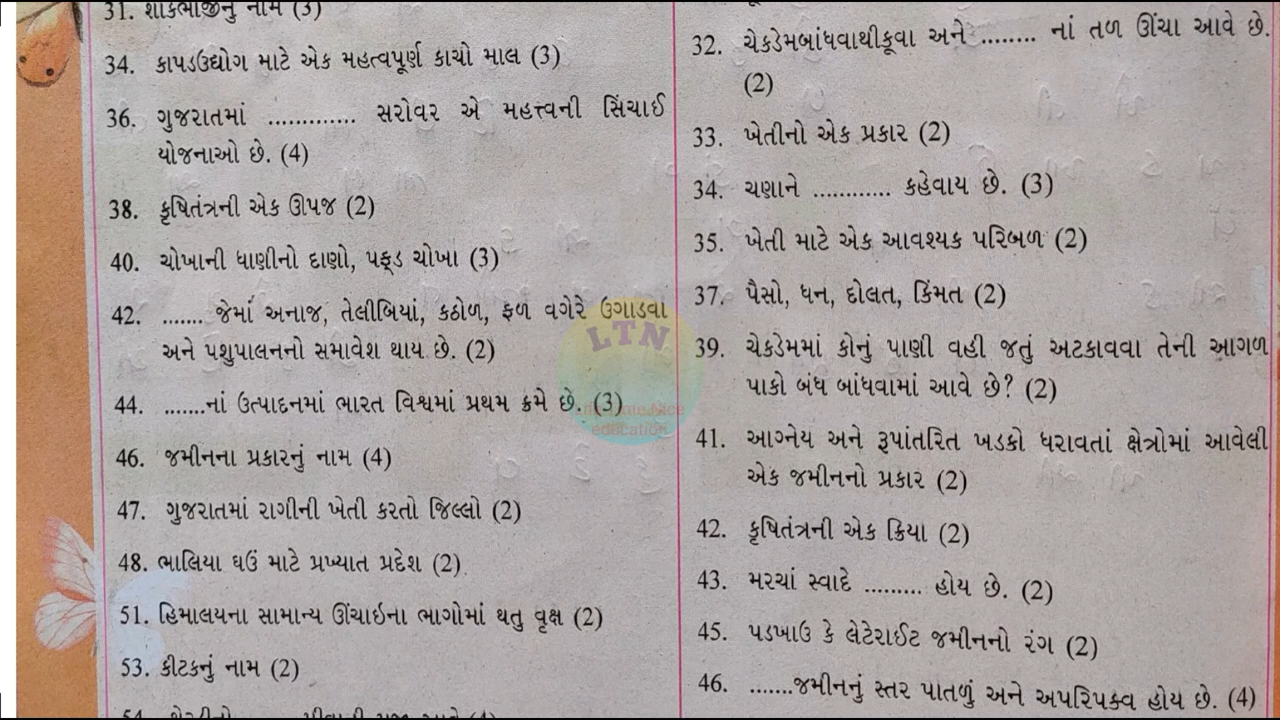 31. શાકભાજીનું નામ (3)
34. કાપડઉદ્યોગ માટે એક મહત્વપૂર્ણ કાચો માલ (3)
36. ગુજરાતમાં ............. સરોવર એ મહત્ત્વની સિંચાઈ
યોજનાઓ છે. (4)
38. કૃષિતંત્રની એક ઊપજ (2)
40. ચોખાની ધાણીનો દાણો, પફ્ડ ચોખા (3)
42. ....... જેમાં અનાજ, તેલીબિયાં, કઠોળ, ફળ વગેરે ઉગાડવા
અને પશુપાલનનો સમાવેશ થાય છે. (2)
44. .......નાં ઉત્પાદનમાં ભારત વિશ્વમાં પ્રથમ ક્રમે છે. (3)
46. જમીનના પ્રકારનું નામ (4)
47. ગુજરાતમાં રાગીની ખેતી કરતો જિલ્લો (2)
48. ભાલિયા ઘઉં માટે પ્રખ્યાત પ્રદેશ (2)
51. હિમાલયના સામાન્ય ઊંચાઇના ભાગોમાં થતુ વૃક્ષ (2)
53. કીટકનું નામ (2)
32. ચેકડેમબાંધવાથીકૂવા અને ........ નાં તળ ઊંચા આવે છે.
(2)
33. ખેતીનો એક પ્રકાર (2)
34. ચણાને ............ કહેવાય છે. (3)
35. ખેતી માટે એક આવશ્યક પરિબળ (2)
37. પૈસો, ધન, દોલત, કિંમત (2)
39. ચેકડેમમાં કોનું પાણી વહી જતું અટકાવવા તેની આગળ
પાકો બંધ બાંધવામાં આવે છે? (2)
41. આગ્નેય અને રૂપાંતરિત ખડકો ધરાવતાં ક્ષેત્રોમાં આવેલી
એક જમીનનો પ્રકાર (2)
42. કૃષિતંત્રની એક ક્રિયા (2)
43. મરચાં સ્વાદે ......... હોય છે. (2)
45. પડખાઉ કે લેટેરાઈટ જમીનનો રંગ (2)
46. .......જમીનનું સ્તર પાતળું અને અપરિપક્વ હોય છે. (4)
LTN
education